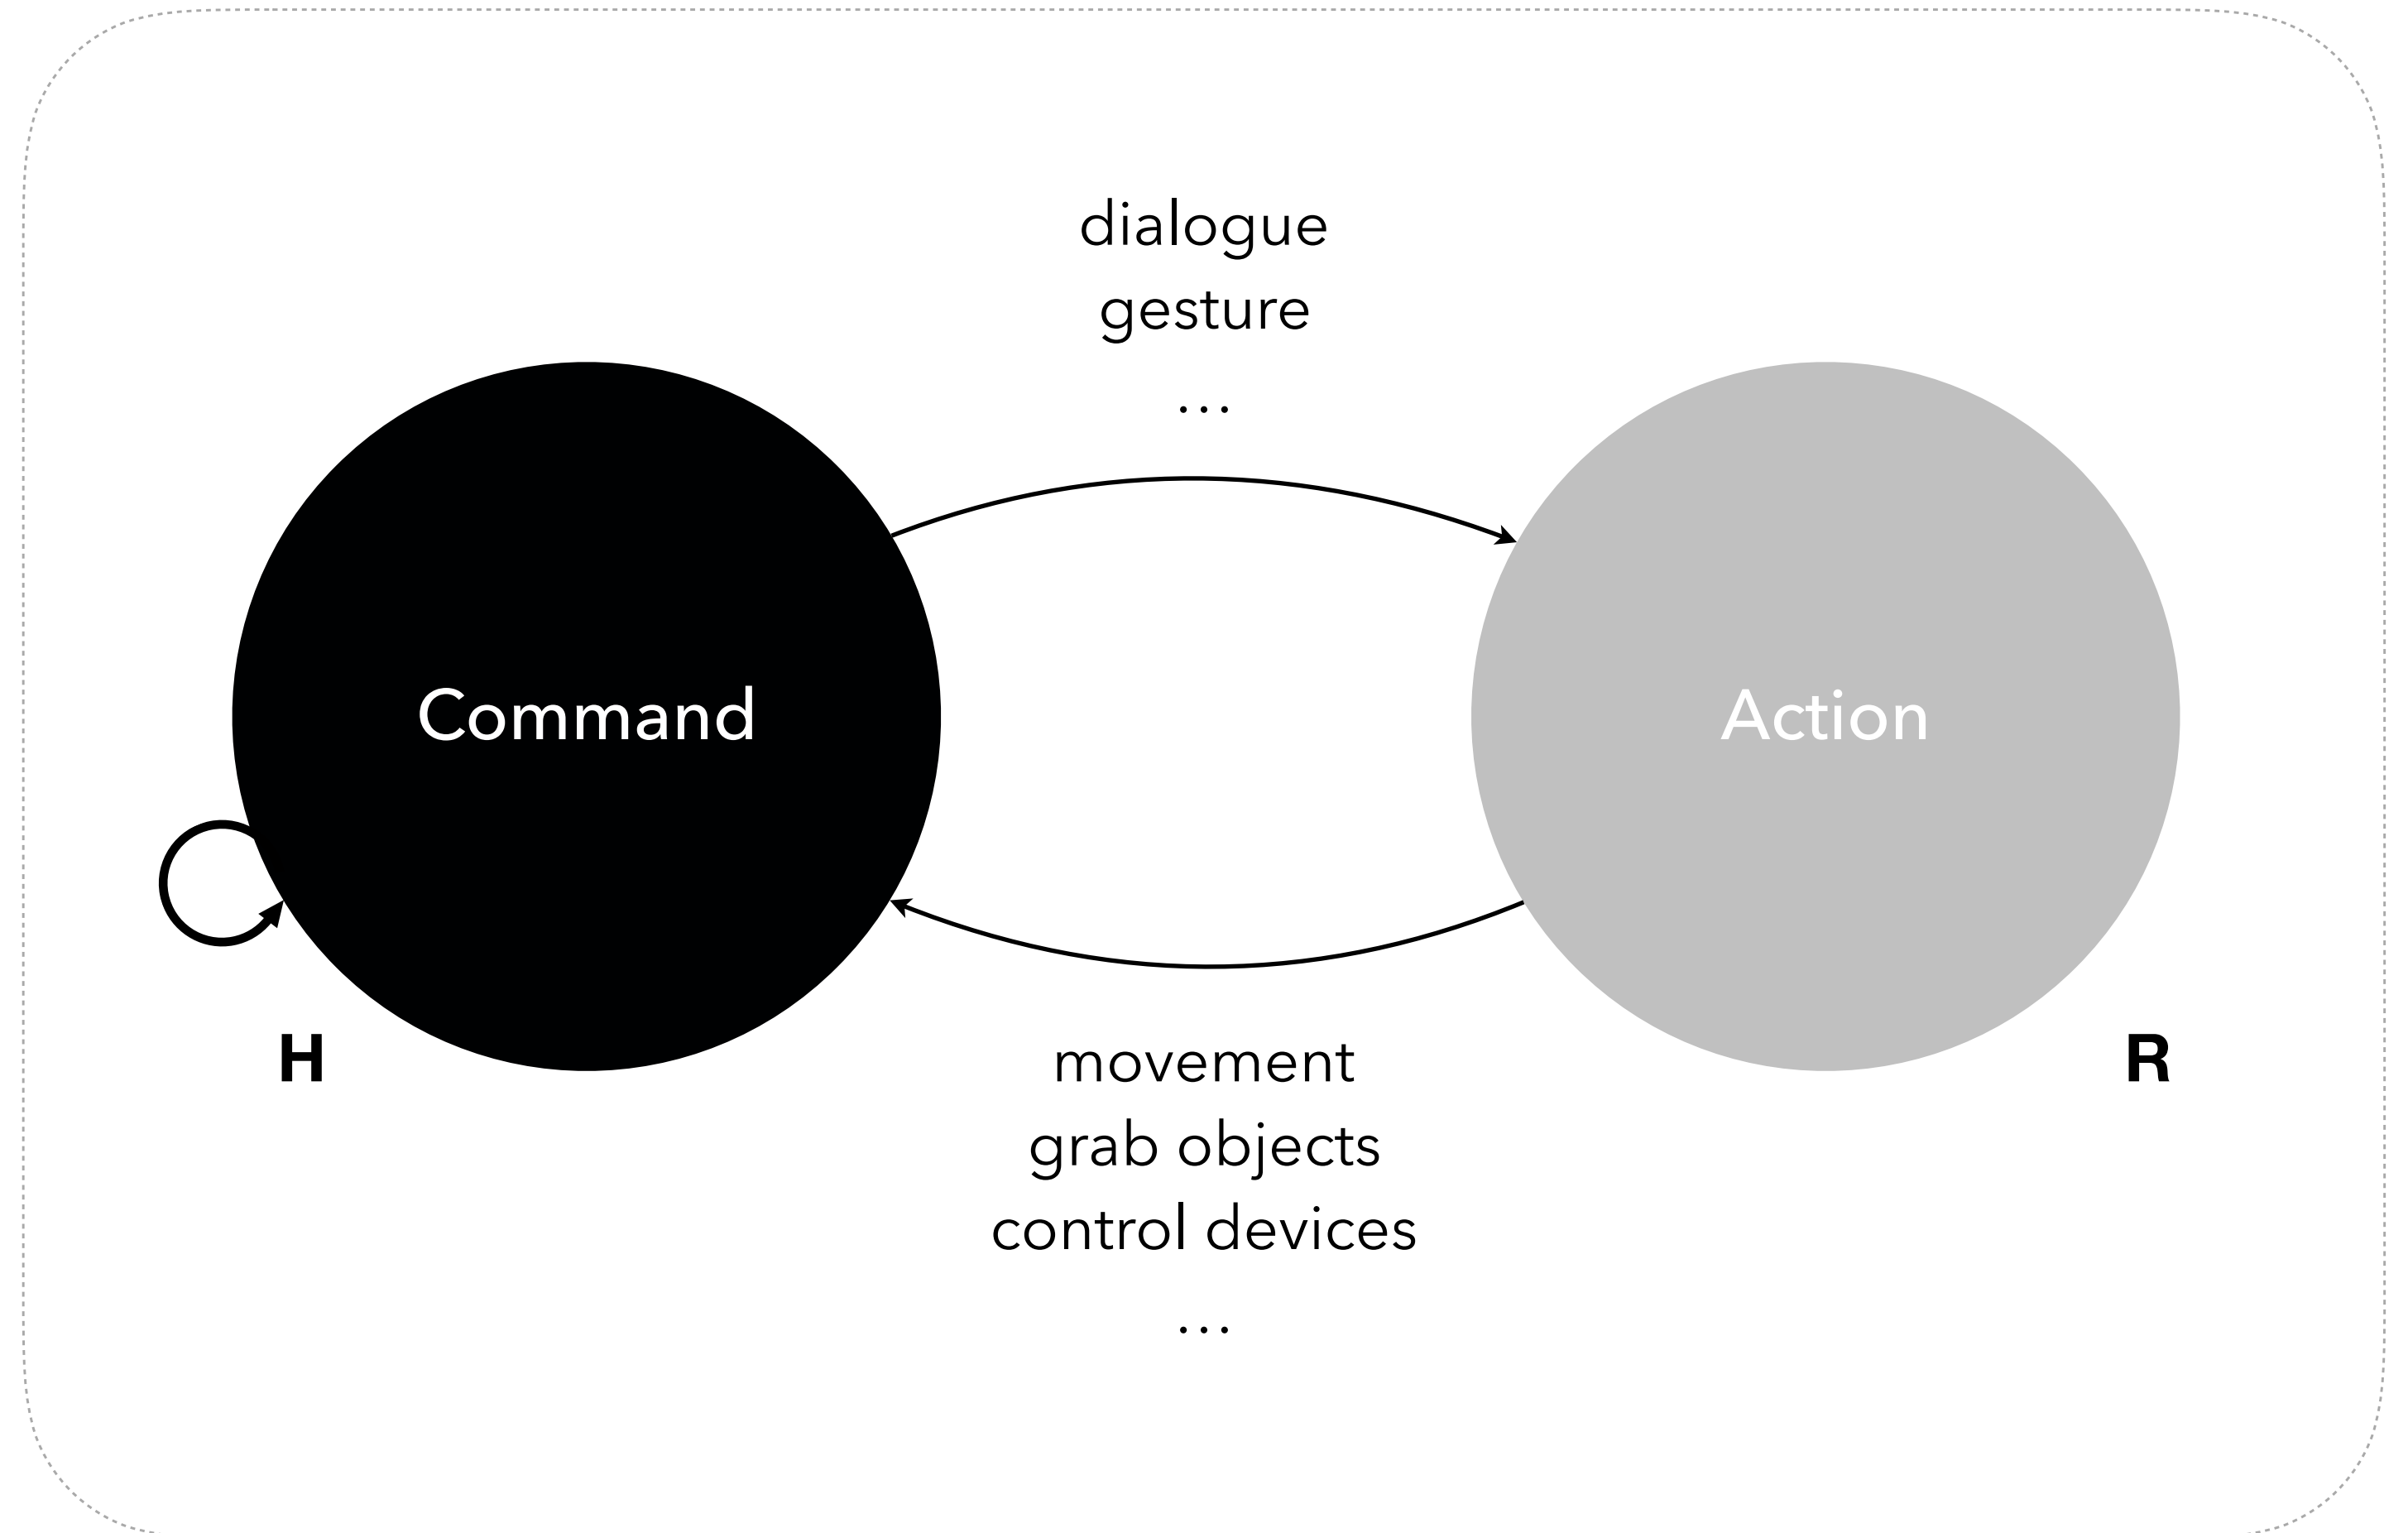 dialogue
gesture
...
Command
Action
H
R
movement
grab objects
control devices
...